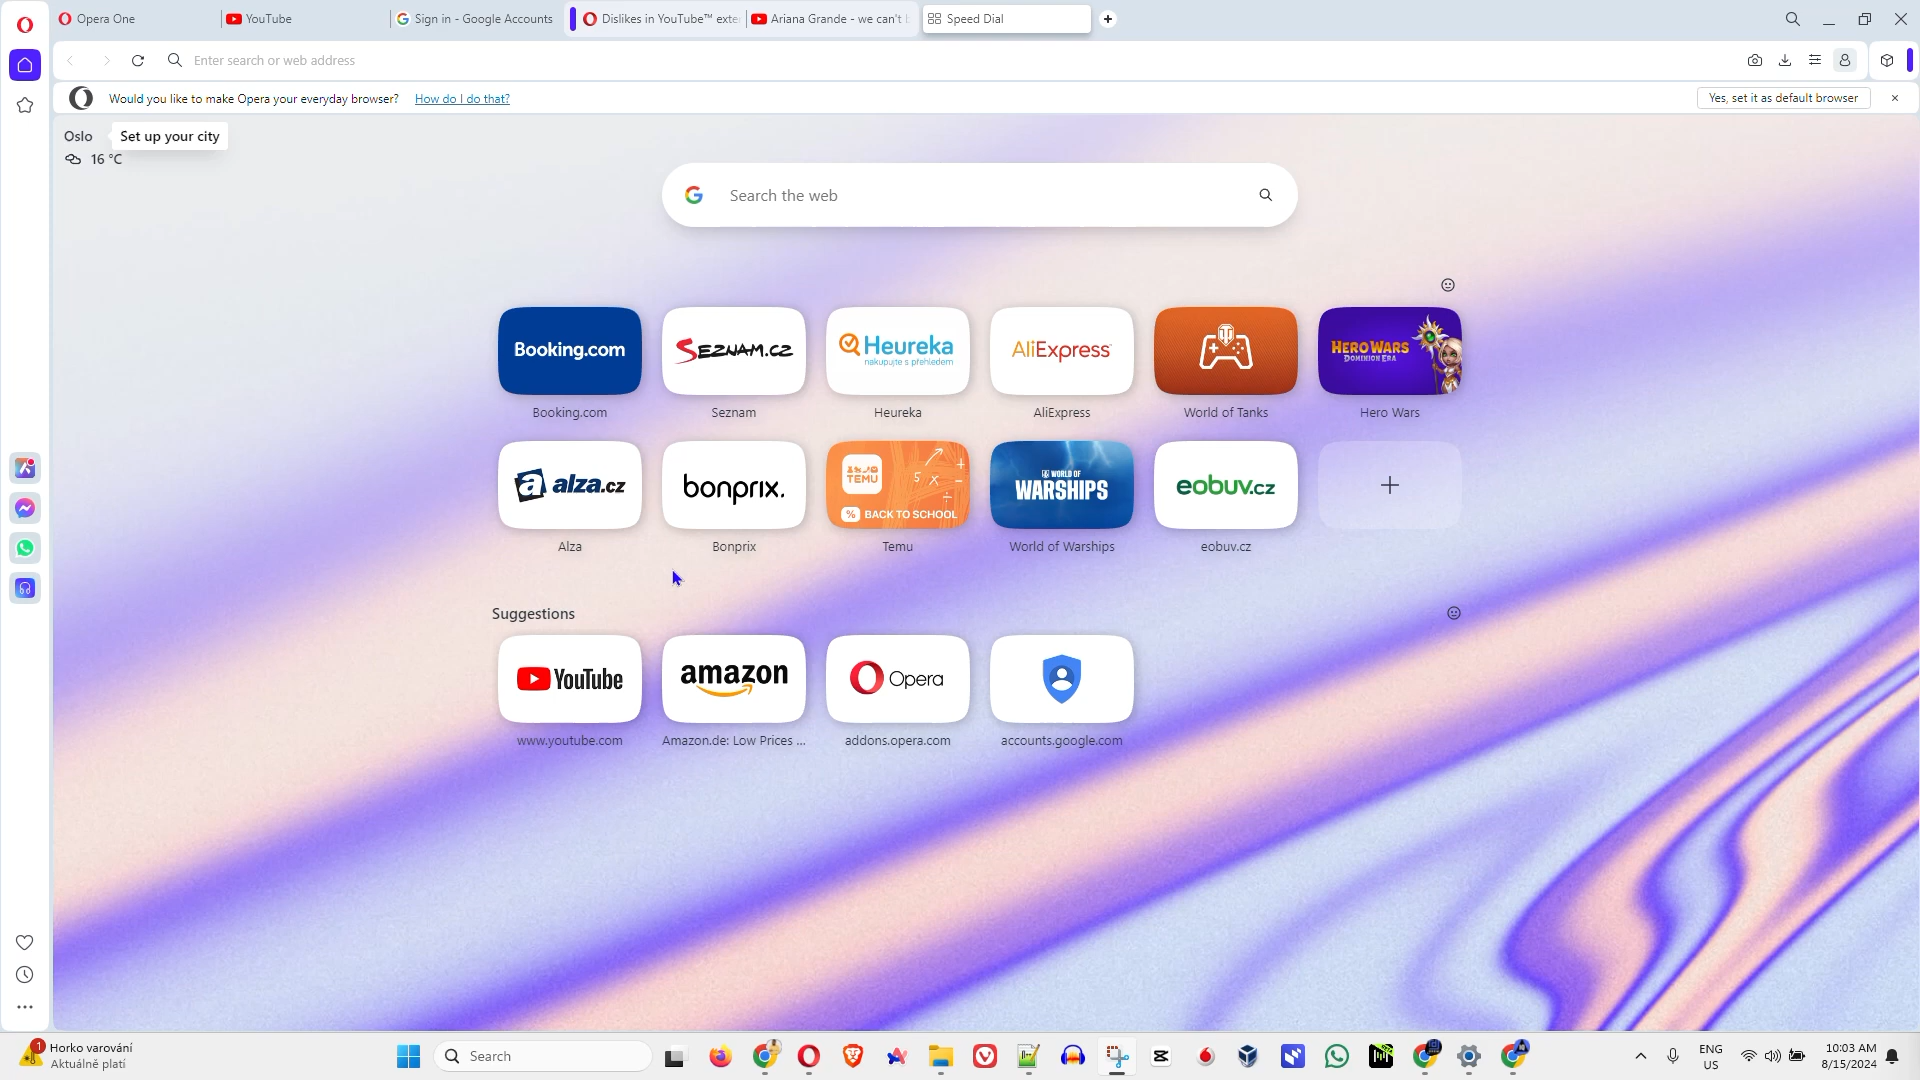 Opera One
YouTube
Sign in - Google Accounts
Dislikes in YouTube™ exte
Ariana Grande - we can't b
Speed Dial
Enter search or web address
Would you like to make Opera your everyday browser? How do I do that?
Yes, set it as default browser
Oslo
Set up your city
16 °C
Search the web
Booking.com
SEZNAM.CZ
Heureka
nakupujte s přehledem
AliExpress
HERO WARS
DOMINION ERA
Booking.com
Seznam
Heureka
AliExpress
World of Tanks
Hero Wars
alza.cz
bonprix.
TEMU
% BACK TO SCHOOL
WORLD OF
WARSHIPS
eobuv.cz
Alza
Bonprix
Temu
World of Warships
eobuv.cz
Suggestions
YouTube
amazon
Opera
www.youtube.com
Amazon.de: Low Prices ...
addons.opera.com
accounts.google.com
1
Horko varování
Aktuálně platí
Search
ENG
US
10:03 AM
8/15/2024